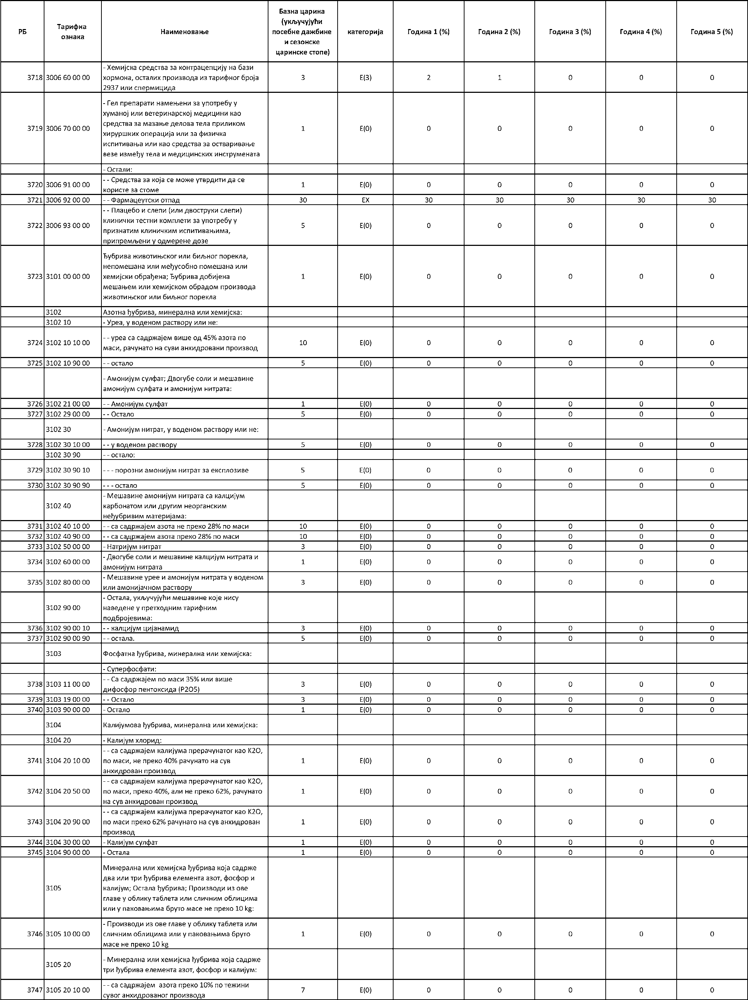 РБ Тарифна ознака Наименовање Базна царина (укључујући посебне дажбине и сезонске царинске стопе) категорија Година 1 (%) Година 2 (%) Година 3 (%) Година 4 (%) Година 5 (%)
3718 3006 60 00 00 - Хемијска средства за контрацепцију на бази
хормона, осталих производа из тарифног броја
2937 или спермицида 3 E(3) 2 1 0 0 0
3719 3006 70 00 00 - Гел препарати намењени за употребу у
хуманој или ветеринарској медицини као
средства за мазање делова тела приликом
хируршких операција или за физичка
испитивања или као средства за остваривање
везе између тела и медицинских инструмената 1 E(0) 0 0 0 0 0
- Остали:
3720 3006 91 00 00 - - Средства за која се може утврдити да се
користе за стоме 1 E(0) 0 0 0 0 0
3721 3006 92 00 00 - - Фармацеутски отпад 30 EX 30 30 30 30 30
3722 3006 93 00 00 - - Плацебо и слепи (или двоструки слепи)
клинички тестни комплети за употребу у
признатим клиничким испитивањима,
припремљени у одмерене дозе 5 E(0) 0 0 0 0 0
3723 3101 00 00 00 Ђубрива животињског или биљног порекла,
непомешана или међусобно помешана или
хемијски обрађена; Ђубрива добијена
мешањем или хемијском обрадом производа
животињског или биљног порекла 1 E(0) 0 0 0 0 0
3102 Азотна ђубрива, минерална или хемијска:
3102 10 - Уреа, у воденом раствору или не:
3724 3102 10 10 00 - - уреа са садржајем више од 45% азота по
маси, рачунато на суви анхидровани производ 10 E(0) 0 0 0 0 0
3725 3102 10 90 00 - - остало 5 E(0) 0 0 0 0 0
- Амонијум сулфат; Двогубе соли и мешавине
амонијум сулфата и амонијум нитрата:
3726 3102 21 00 00 - - Амонијум сулфат 1 E(0) 0 0 0 0 0
3727 3102 29 00 00 - - Остало 5 E(0) 0 0 0 0 0
3102 30 - Амонијум нитрат, у воденом раствору или не:
3728 3102 30 10 00 - - у воденом раствору 5 E(0) 0 0 0 0 0
3102 30 90 - - остало:
3729 3102 30 90 10 - - - порозни амонијум нитрат за експлозиве 5 E(0) 0 0 0 0 0
3730 3102 30 90 90 - - - остало 5 E(0) 0 0 0 0 0
3102 40 - Мешавине амонијум нитрата са калцијум
карбонатом или другим неорганским
нeђубривим материјама:
3731 3102 40 10 00 - - са садржајем азота не преко 28% по маси 10 E(0) 0 0 0 0 0
3732 3102 40 90 00 - - са садржајем азота преко 28% по маси 10 E(0) 0 0 0 0 0
3733 3102 50 00 00 - Натријум нитрат 3 E(0) 0 0 0 0 0
3734 3102 60 00 00 - Двогубе соли и мешавине калцијум нитрата и
амонијум нитрата 1 E(0) 0 0 0 0 0
3735 3102 80 00 00 - Мешавине урее и амонијум нитрата у воденом
или амонијачном раствору 3 E(0) 0 0 0 0 0
3102 90 00 - Остала, укључујући мешавине које нису
наведене у претходним тарифним
подбројевима:
3736 3102 90 00 10 - - калцијум цијанамид 3 E(0) 0 0 0 0 0
3737 3102 90 00 90 - - остала. 5 E(0) 0 0 0 0 0
3103 Фосфатна ђубрива, минерална или хемијска:
- Суперфосфати:
3738 3103 11 00 00 - - Са садржајем по маси 35% или више
дифосфор пентоксида (P2O5) 3 E(0) 0 0 0 0 0
3739 3103 19 00 00 - - Остало 3 E(0) 0 0 0 0 0
3740 3103 90 00 00 - Остало 1 E(0) 0 0 0 0 0
3104 Калијумова ђубрива, минерална или хемијска:
3104 20 - Калијум хлорид:
3741 3104 20 10 00 - - са садржајем калијума прерачунатог као K2O,
по маси, не преко 40% рачунато на сув
анхидрован производ 1 E(0) 0 0 0 0 0
3742 3104 20 50 00 - - са садржајем калијума прерачунатог као K2O,
по маси, преко 40%, али не преко 62%, рачунато
на сув анхидрован производ 1 E(0) 0 0 0 0 0
3743 3104 20 90 00 - - са садржајем калијума прерачунатог као K2O,
по маси преко 62% рачунато на сув анхидрован
производ 1 E(0) 0 0 0 0 0
3744 3104 30 00 00 - Калијум сулфат 1 E(0) 0 0 0 0 0
3745 3104 90 00 00 - Остала 1 E(0) 0 0 0 0 0
3105 Минерална или хемијска ђубрива која садрже
два или три ђубрива елемента азот, фосфор и
калијум; Остала ђубрива; Производи из ове
главе у облику таблета или сличним облицима
или у паковањима бруто масе не преко 10 kg:
3746 3105 10 00 00 - Производи из ове главе у облику таблета или
сличним облицима или у паковањима бруто
масе не преко 10 kg 1 E(0) 0 0 0 0 0
3105 20 - Минерална или хемијска ђубрива која садрже
три ђубрива елемента азот, фосфор и калијум:
3747 3105 20 10 00 - - са садржајем азота преко 10% по тежини
сувог анхидрованог производа 7 E(0) 0 0 0 0 0